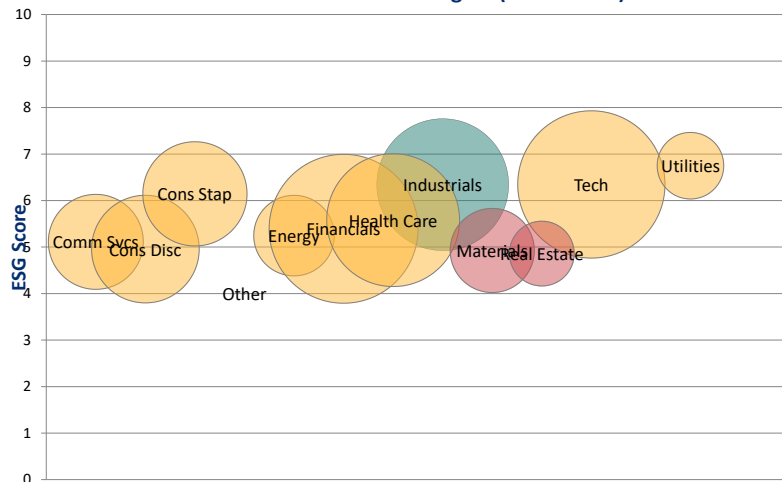 10
9
8
7
6
5
4
3
2
1
0
ESG Score
Comm Svcs
Cons Disc
Cons Stap
Other
Energy
Financials
Health Care
Industrials
Materials
Real Estate
Tech
Utilities